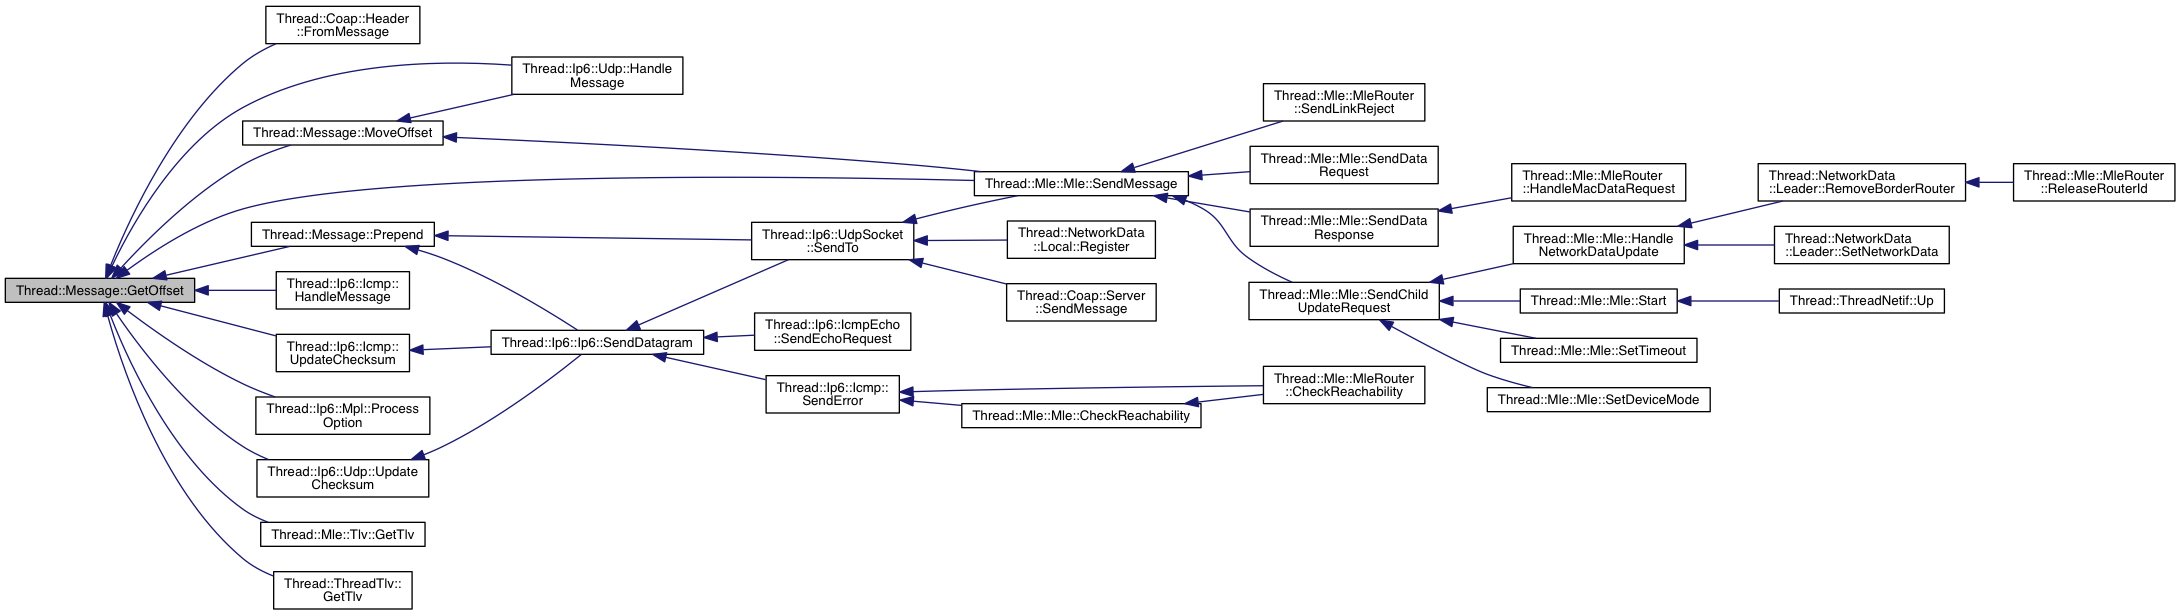 Thread::Message::GetOffset
Thread::Coap::Header
::FromMessage
Thread::Ip6::Udp::Handle
Message
Thread::Message::MoveOffset
Thread::Mle::Mle::SendMessage
Thread::Message::Prepend
Thread::Ip6::Icmp::
HandleMessage
Thread::Ip6::Icmp::
UpdateChecksum
Thread::Ip6::Mpl::Process
Option
Thread::Ip6::Udp::Update
Checksum
Thread::Mle::Tlv::GetTlv
Thread::ThreadTlv::
GetTlv
Thread::Ip6::UdpSocket
::SendTo
Thread::Ip6::Ip6::SendDatagram
Thread::NetworkData
::Local::Register
Thread::Coap::Server
::SendMessage
Thread::Ip6::IcmpEcho
::SendEchoRequest
Thread::Ip6::Icmp::
SendError
Thread::Mle::Mle::CheckReachability
Thread::Mle::MleRouter
::CheckReachability
Thread::Mle::MleRouter
::SendLinkReject
Thread::Mle::Mle::SendData
Request
Thread::Mle::Mle::SendData
Response
Thread::Mle::Mle::SendChild
UpdateRequest
Thread::Mle::MleRouter
::HandleMacDataRequest
Thread::Mle::Mle::Handle
NetworkDataUpdate
Thread::Mle::Mle::Start
Thread::Mle::Mle::SetTimeout
Thread::Mle::Mle::SetDeviceMode
Thread::NetworkData
::Leader::RemoveBorderRouter
Thread::NetworkData
::Leader::SetNetworkData
Thread::ThreadNetif::Up
Thread::Mle::MleRouter
::ReleaseRouterId